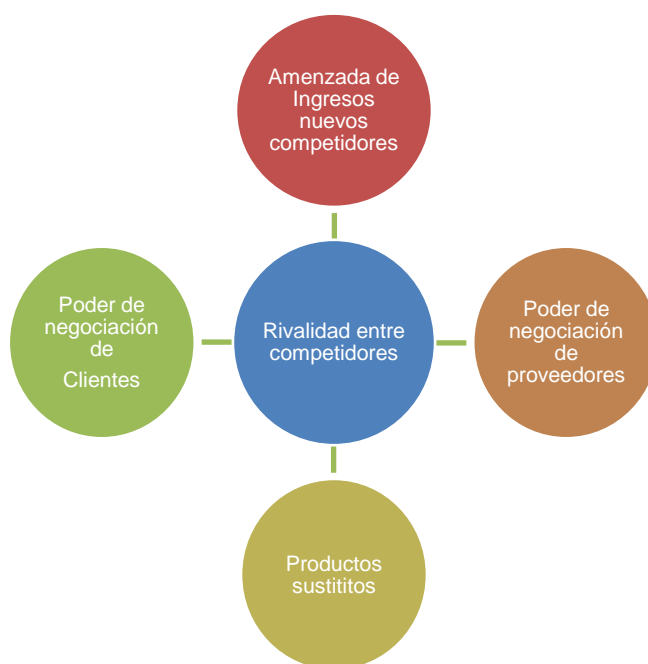 Amenzada de
Ingresos
nuevos
competidores
Poder de
negociación
de
Clientes
Rivalidad entre
competidores
Poder de
negociación
de
proveedores
Productos
sustititos